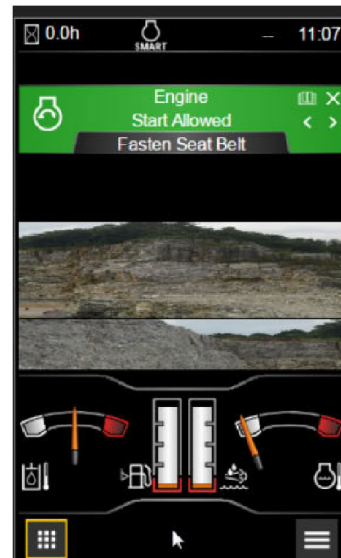 0.0h
SMART
–
11:07
Engine
Start Allowed
Fasten Seat Belt